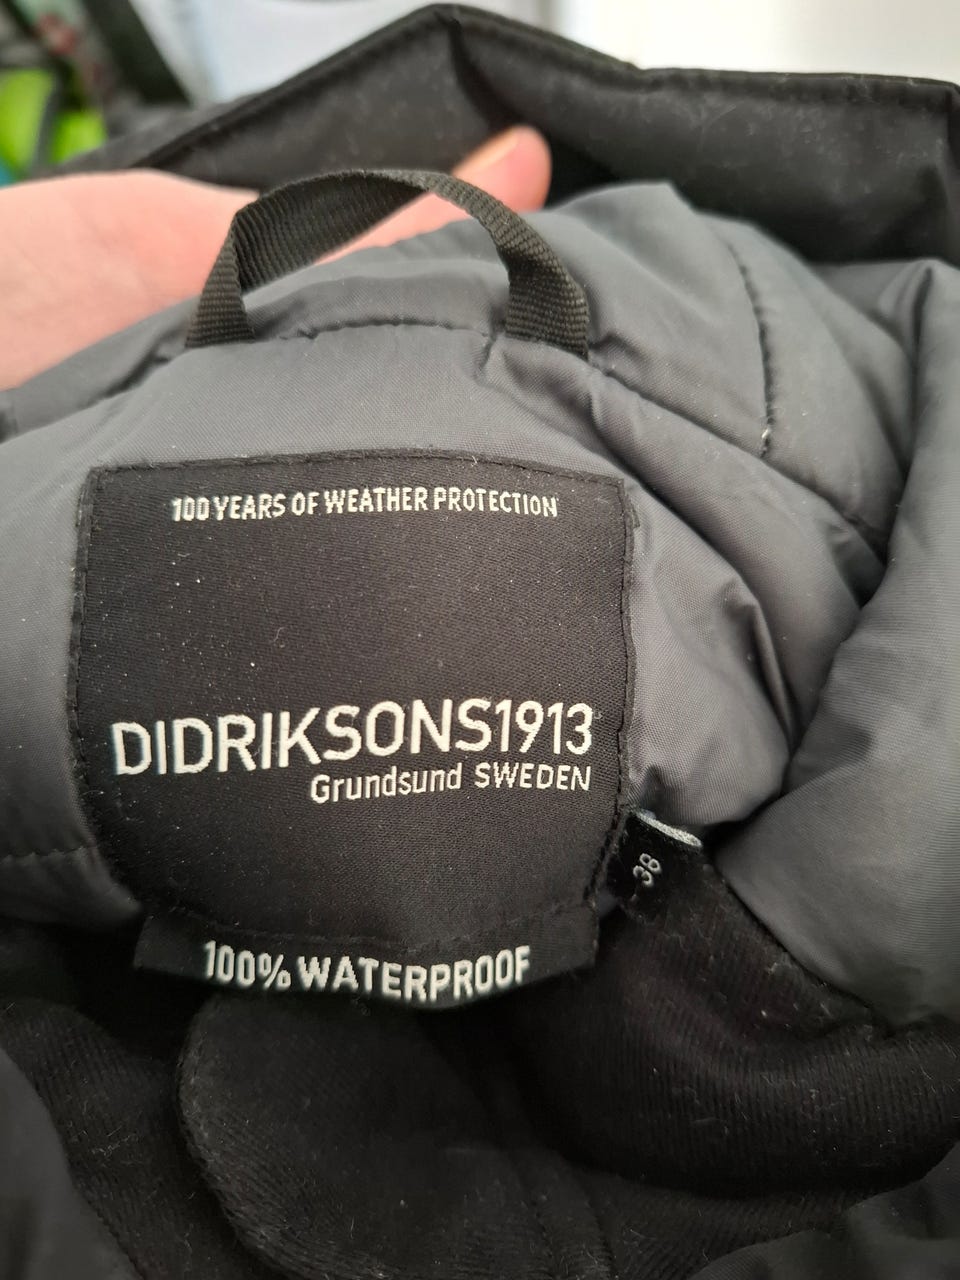 100 YEARS OF WEATHER PROTECTION
DIDRIKSONS1913
Grundsund SWEDEN
38
100% WATERPROOF